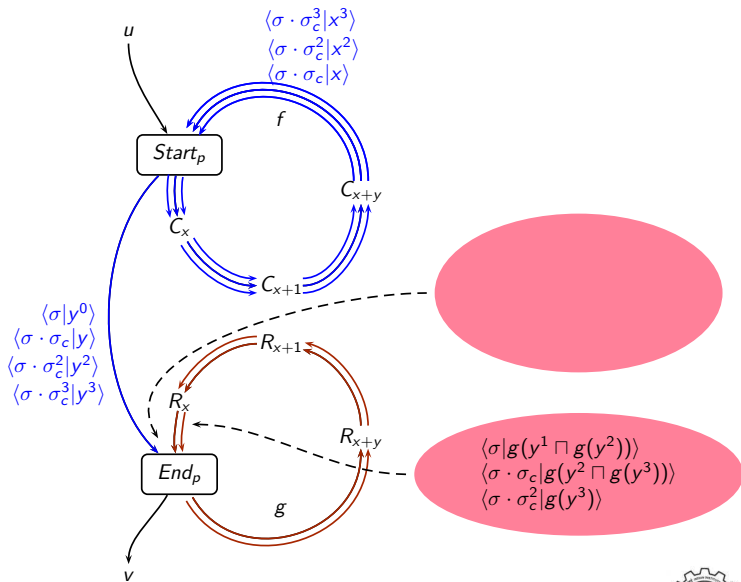 ⟨σ · σ_c^3|x^3⟩
⟨σ · σ_c^2|x^2⟩
⟨σ · σ_c|x⟩
u
f
Start_p
C_{x+y}
C_x
C_{x+1}
⟨σ|y^0⟩
⟨σ · σ_c|y⟩
⟨σ · σ_c^2|y^2⟩
⟨σ · σ_c^3|y^3⟩
R_{x+1}
R_x
R_{x+y}
End_p
g
v
⟨σ|g(y^1 ⊓ g(y^2))⟩
⟨σ · σ_c|g(y^2 ⊓ g(y^3))⟩
⟨σ · σ_c^2|g(y^3)⟩